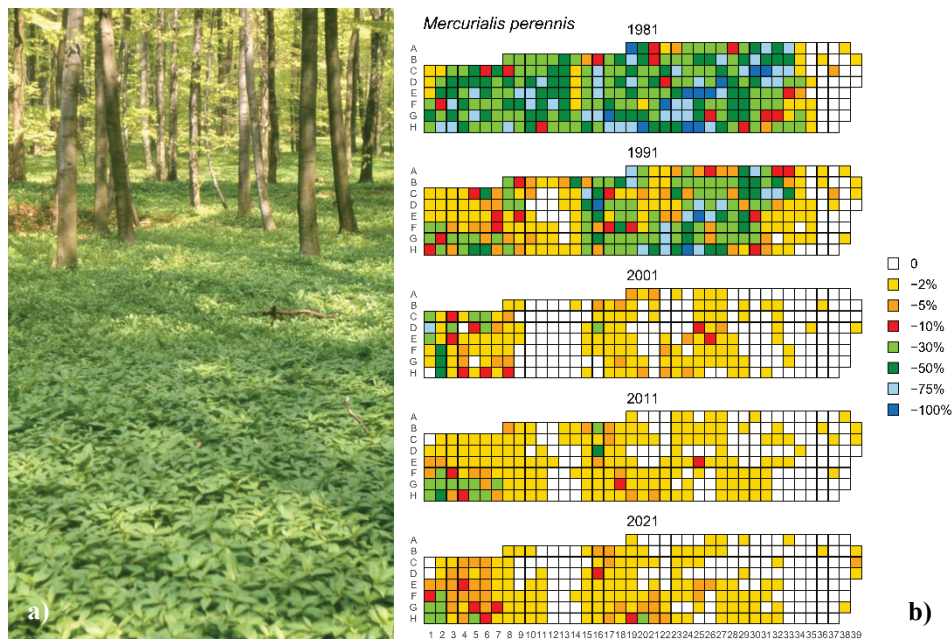 a)
Mercurialis perennis
1981
A
B
C
D
E
F
G
H
1991
A
B
C
D
E
F
G
H
2001
A
B
C
D
E
F
G
H
2011
A
B
C
D
E
F
G
H
2021
A
B
C
D
E
F
G
H
1 2 3 4 5 6 7 8 9 10 11 12 13 14 15 16 17 18 19 20 21 22 23 24 25 26 27 28 29 30 31 32 33 34 35 36 37 38 39
0
−2%
−5%
−10%
−30%
−50%
−75%
−100%
b)